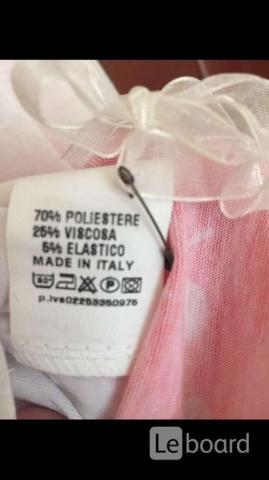 70% POLIESTERE
25% VISCOSA
5% ELASTICO
MADE IN ITALY
p.iva02253350975
Leboard